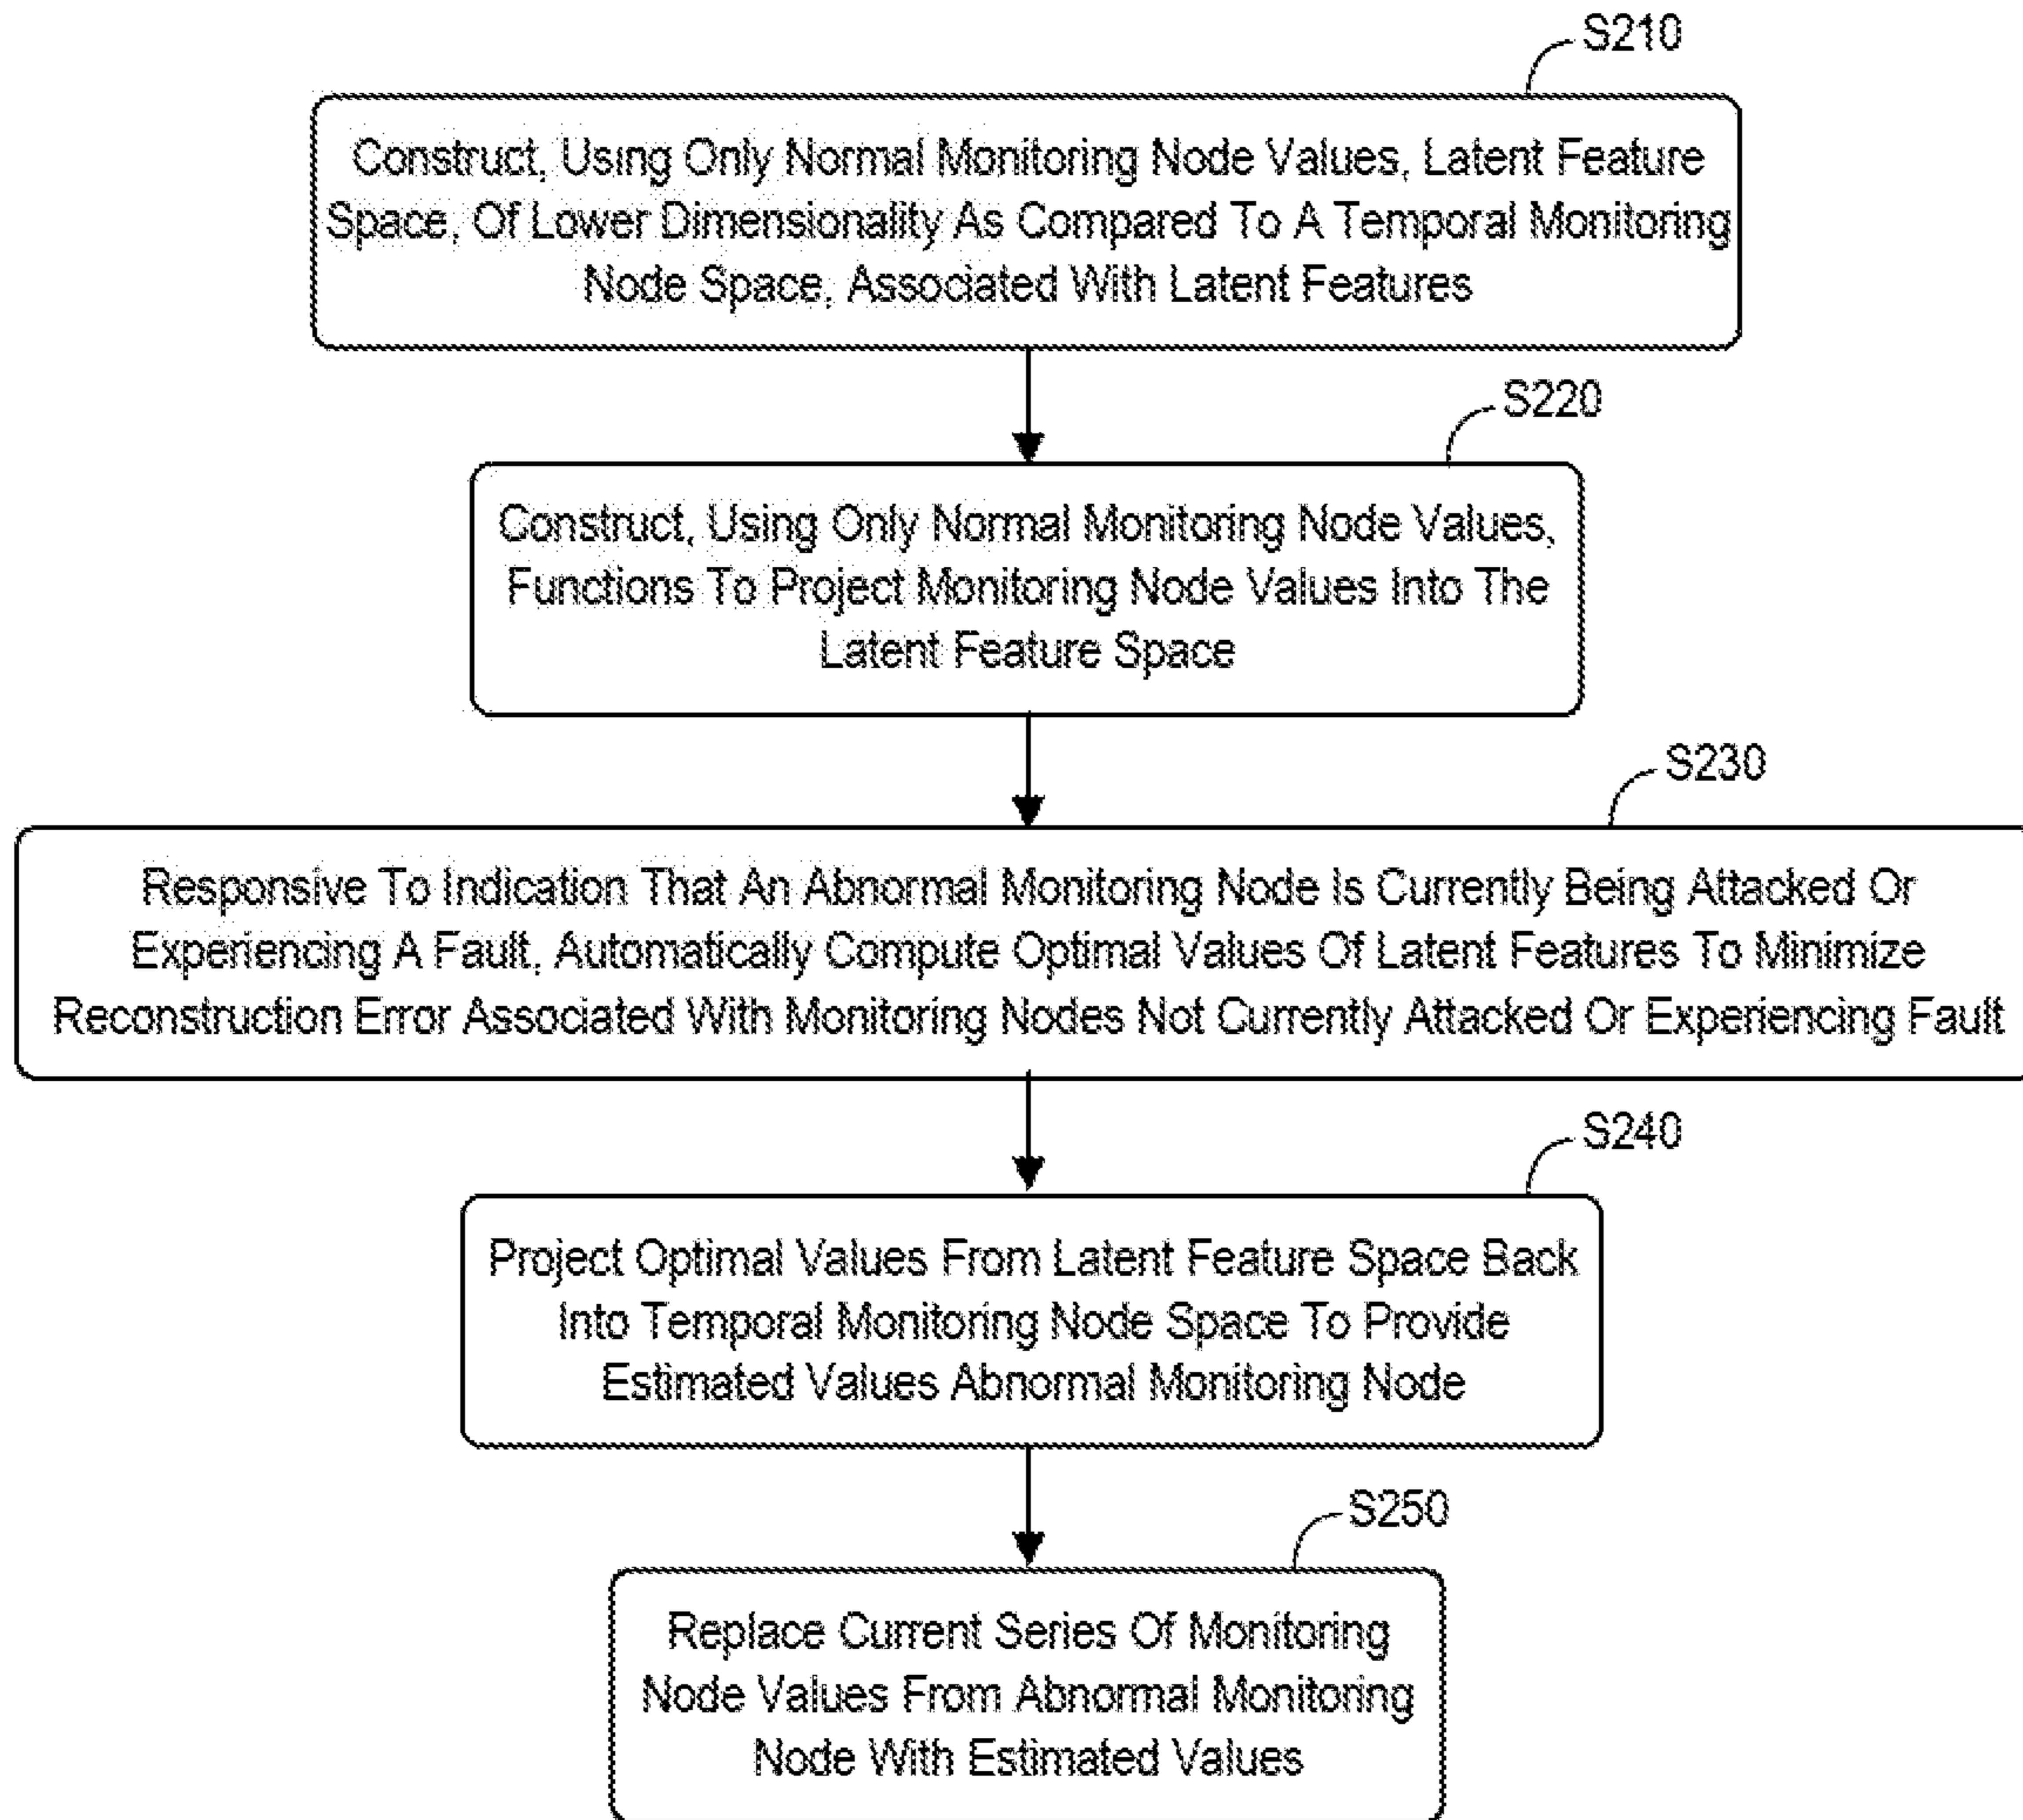 S210
Construct, Using Only Normal Monitoring Node Values, Latent Feature
Space, Of Lower Dimensionality As Compared To A Temporal Monitoring
Node Space, Associated With Latent Features
S220
Construct, Using Only Normal Monitoring Node Values,
Functions To Project Monitoring Node Values Into The
Latent Feature Space
S230
Responsive To Indication That An Abnormal Monitoring Node Is Currently Being Attacked Or
Experiencing A Fault, Automatically Compute Optimal Values Of Latent Features To Minimize
Reconstruction Error Associated With Monitoring Nodes Not Currently Attacked Or Experiencing Fault
S240
Project Optimal Values From Latent Feature Space Back
Into Temporal Monitoring Node Space To Provide
Estimated Values Abnormal Monitoring Node
S250
Replace Current Series Of Monitoring
Node Values From Abnormal Monitoring
Node With Estimated Values